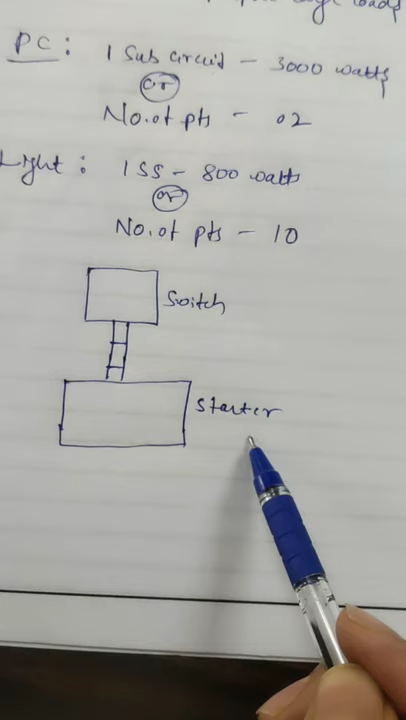 loads
PC: 1 Sub circuit - 3000 watts
or
No. of pts - 02
Light: 1 SS - 800 watts
or
No. of pts - 10
Switch
Starter